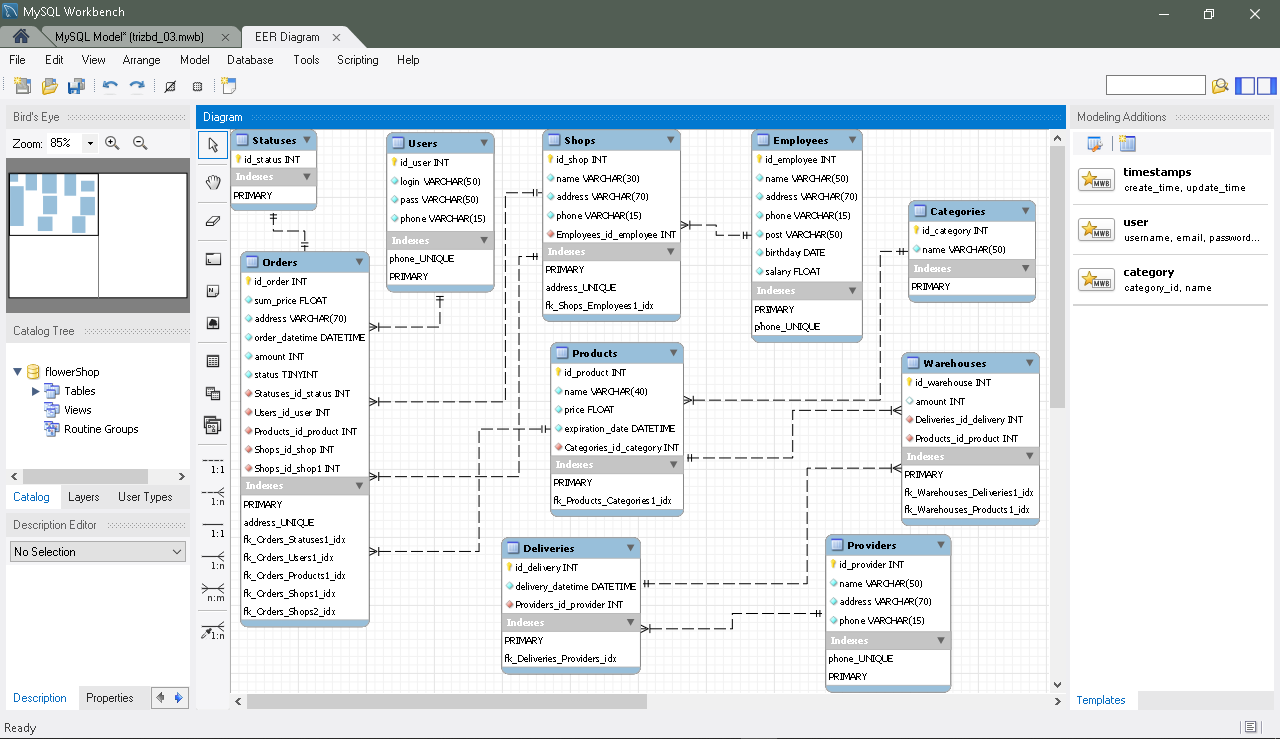 MySQL Workbench
MySQL Model* (trizbd_03.mwb)
EER Diagram
File Edit View Arrange Model Database Tools Scripting Help
Bird's Eye
Zoom: 85%
Catalog Tree
flowerShop
Tables
Views
Routine Groups
Catalog Layers User Types
Description Editor
No Selection
Description Properties
Ready
1:1
1:n
1:1
1:n
n:m
1:n
Diagram
Statuses
id_status INT
Indexes
PRIMARY
Users
id_user INT
login VARCHAR(50)
pass VARCHAR(50)
phone VARCHAR(15)
Indexes
phone_UNIQUE
PRIMARY
Shops
id_shop INT
name VARCHAR(30)
address VARCHAR(70)
phone VARCHAR(15)
Employees_id_employee INT
Indexes
PRIMARY
address_UNIQUE
fk_Shops_Employees1_idx
Employees
id_employee INT
name VARCHAR(50)
address VARCHAR(70)
phone VARCHAR(15)
post VARCHAR(50)
birthday DATE
salary FLOAT
Indexes
PRIMARY
phone_UNIQUE
Categories
id_category INT
name VARCHAR(50)
Indexes
PRIMARY
Orders
id_order INT
sum_price FLOAT
address VARCHAR(70)
order_datetime DATETIME
amount INT
status TINYINT
Statuses_id_status INT
Users_id_user INT
Products_id_product INT
Shops_id_shop INT
Shops_id_shop1 INT
Indexes
PRIMARY
address_UNIQUE
fk_Orders_Statuses1_idx
fk_Orders_Users1_idx
fk_Orders_Products1_idx
fk_Orders_Shops1_idx
fk_Orders_Shops2_idx
Products
id_product INT
name VARCHAR(40)
price FLOAT
expiration_date DATETIME
Categories_id_category INT
Indexes
PRIMARY
fk_Products_Categories1_idx
Warehouses
id_warehouse INT
amount INT
Deliveries_id_delivery INT
Products_id_product INT
Indexes
PRIMARY
fk_Warehouses_Deliveries1_idx
fk_Warehouses_Products1_idx
Deliveries
id_delivery INT
delivery_datetime DATETIME
Providers_id_provider INT
Indexes
PRIMARY
fk_Deliveries_Providers_idx
Providers
id_provider INT
name VARCHAR(50)
address VARCHAR(70)
phone VARCHAR(15)
Indexes
phone_UNIQUE
PRIMARY
Modeling Additions
MWB
timestamps
create_time, update_time
MWB
user
username, email, password...
MWB
category
category_id, name
Templates